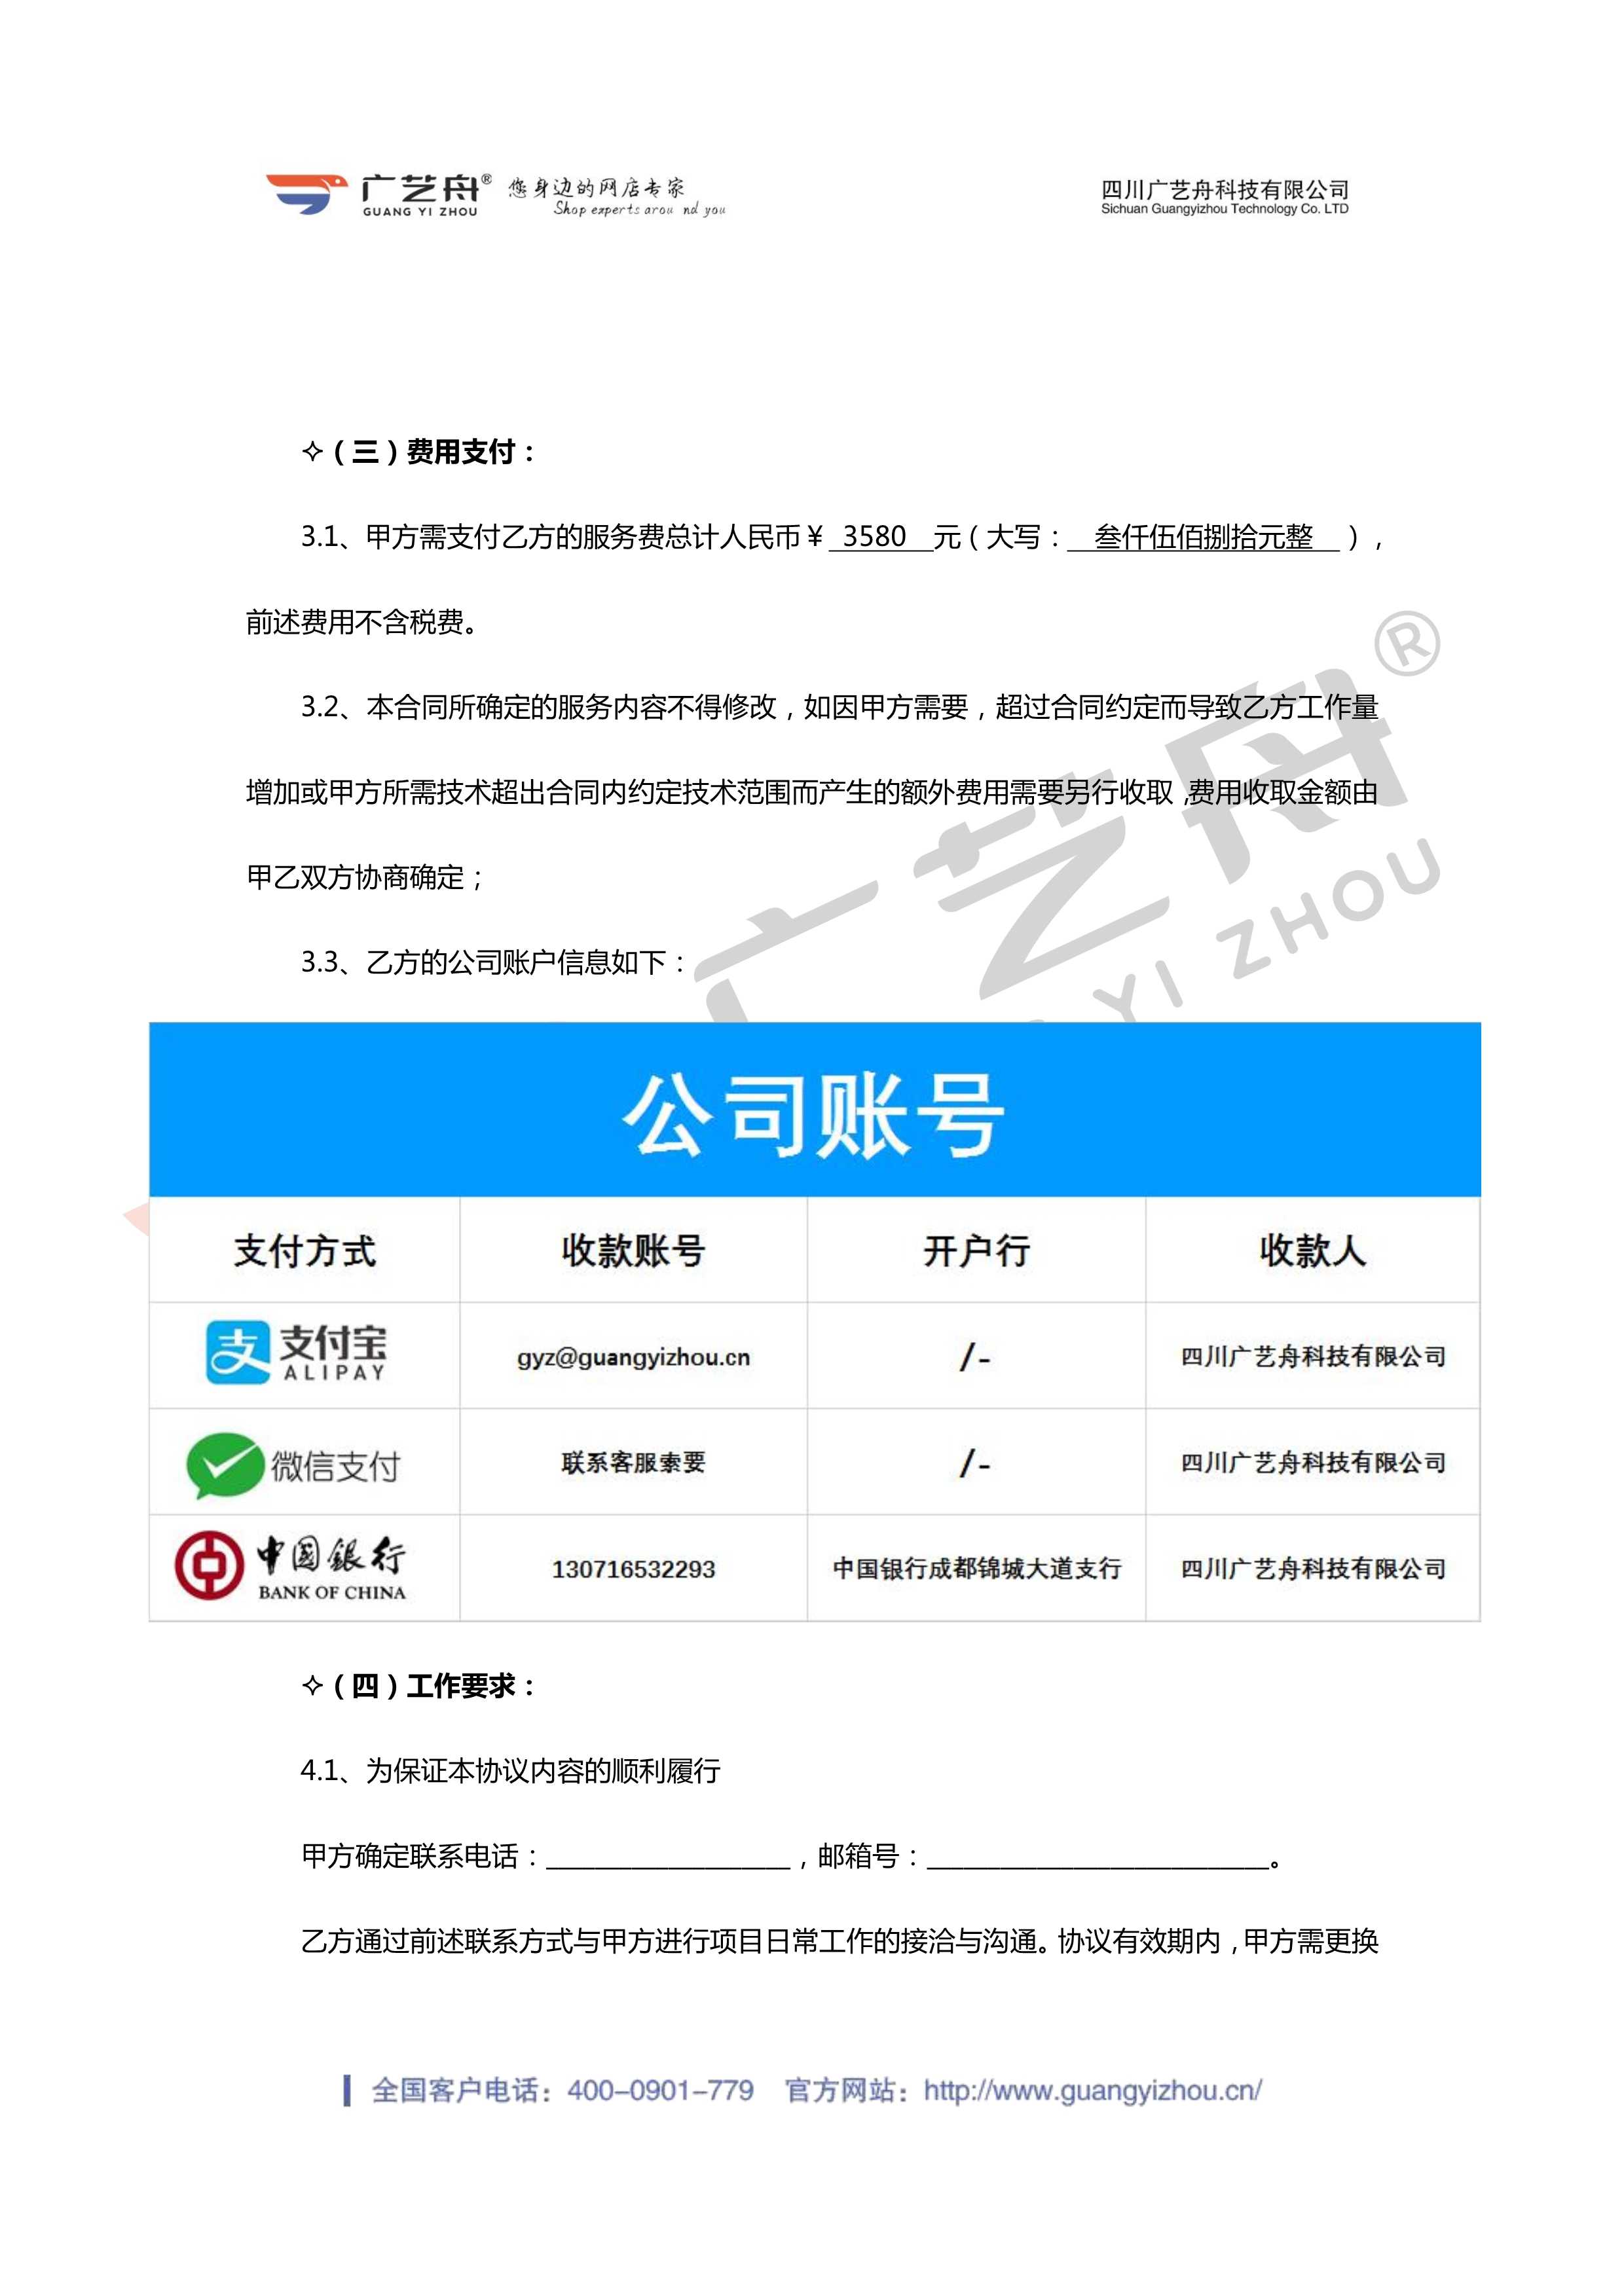 广艺舟® 您身边的网店专家
GUANG YI ZHOU Shop experts arou nd you
四川广艺舟科技有限公司
Sichuan Guangyizhou Technology Co. LTD
✧（三）费用支付：
3.1、甲方需支付乙方的服务费总计人民币￥ 3580 元（大写： 叁仟伍佰捌拾元整 ），
前述费用不含税费。
3.2、本合同所确定的服务内容不得修改，如因甲方需要，超过合同约定而导致乙方工作量
增加或甲方所需技术超出合同内约定技术范围而产生的额外费用需要另行收取，费用收取金额由
甲乙双方协商确定；
3.3、乙方的公司账户信息如下：
广艺舟®
YI ZHOU
公司账号
支付方式 收款账号 开户行 收款人
支付宝 ALIPAY gyz@guangyizhou.cn /- 四川广艺舟科技有限公司
微信支付 联系客服索要 /- 四川广艺舟科技有限公司
中国银行 BANK OF CHINA 130716532293 中国银行成都锦城大道支行 四川广艺舟科技有限公司
✧（四）工作要求：
4.1、为保证本协议内容的顺利履行
甲方确定联系电话：__________________，邮箱号：_________________________。
乙方通过前述联系方式与甲方进行项目日常工作的接洽与沟通。协议有效期内，甲方需更换
全国客户电话：400-0901-779 官方网站：http://www.guangyizhou.cn/